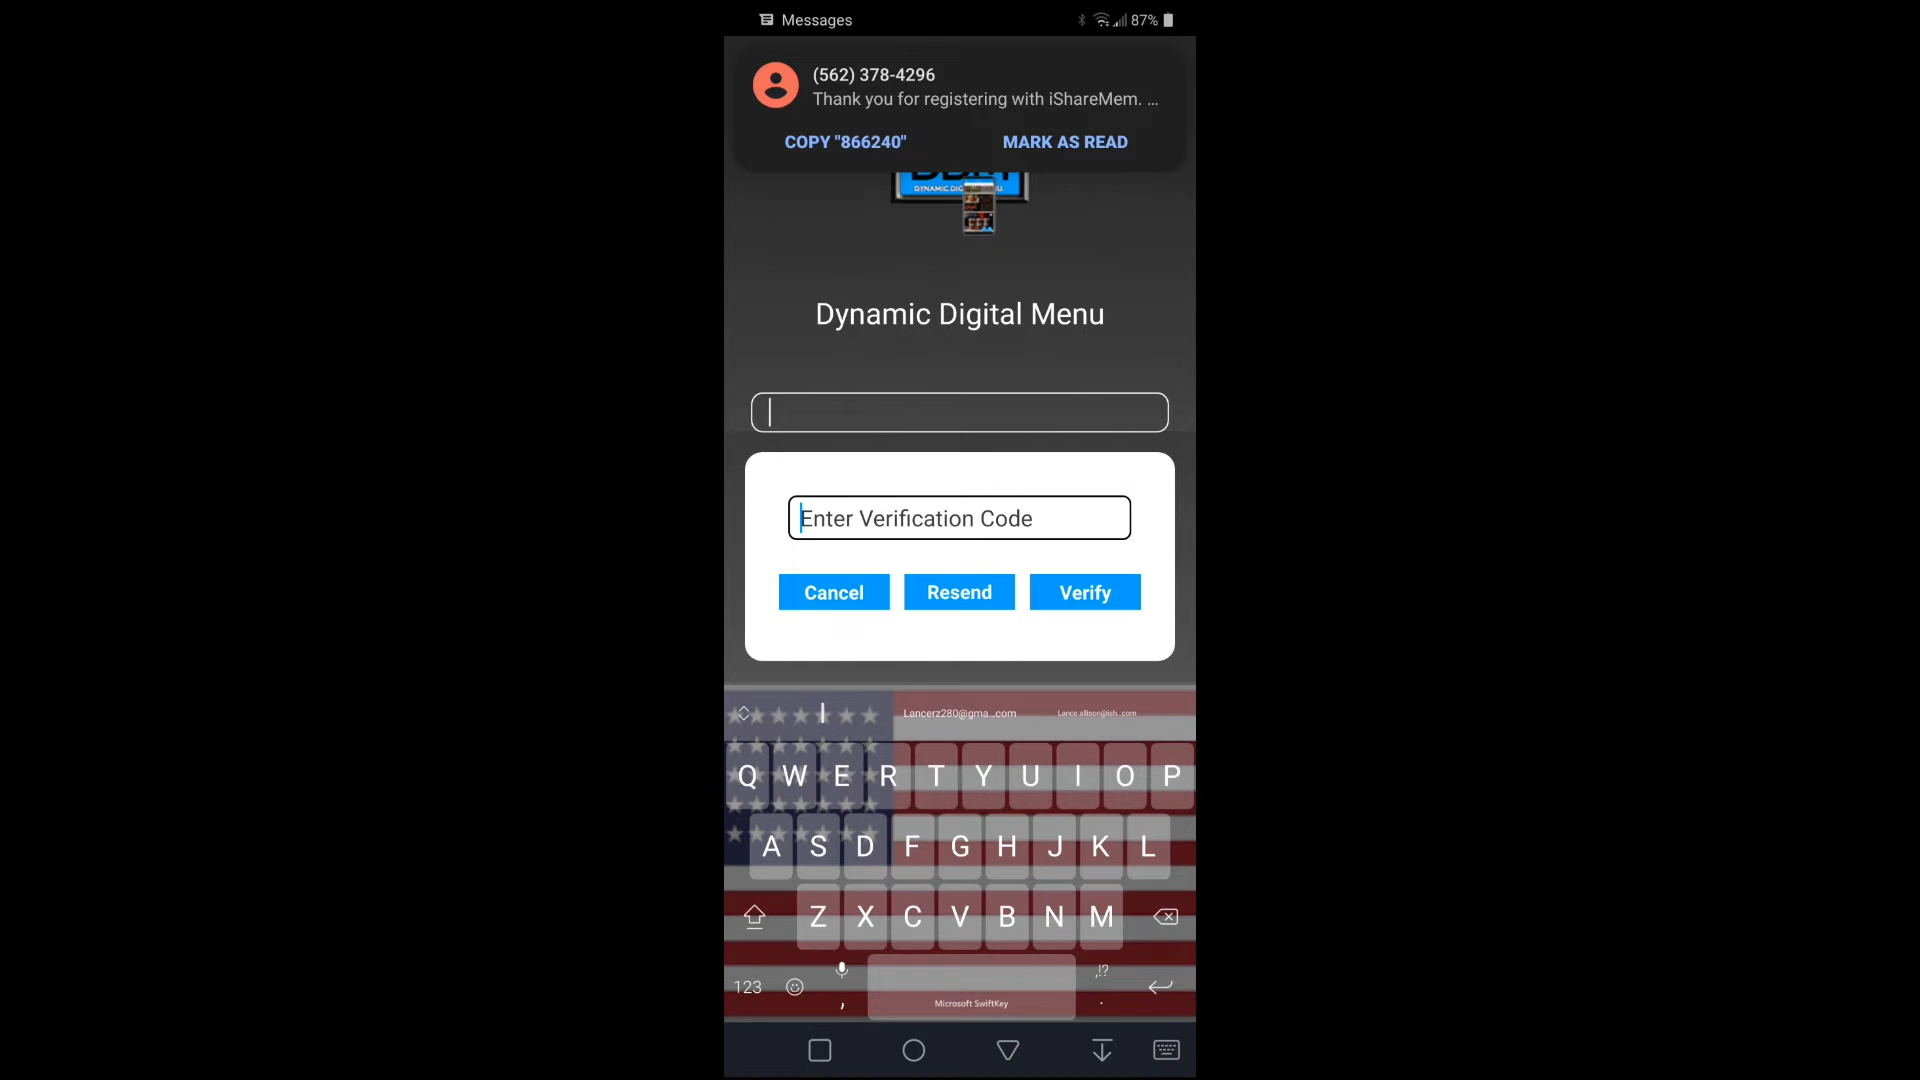 Messages
87%
(562) 378-4296
Thank you for registering with iShareMem. ...
COPY "866240"
MARK AS READ
DYNAMIC
Dynamic Digital Menu
Enter Verification Code
Cancel
Resend
Verify
Lancerz280@gma...com
Lance.allison@ish...com
Q W E R T Y U I O P
A S D F G H J K L
Z X C V B N M
123
,
,!?
.
Microsoft SwiftKey